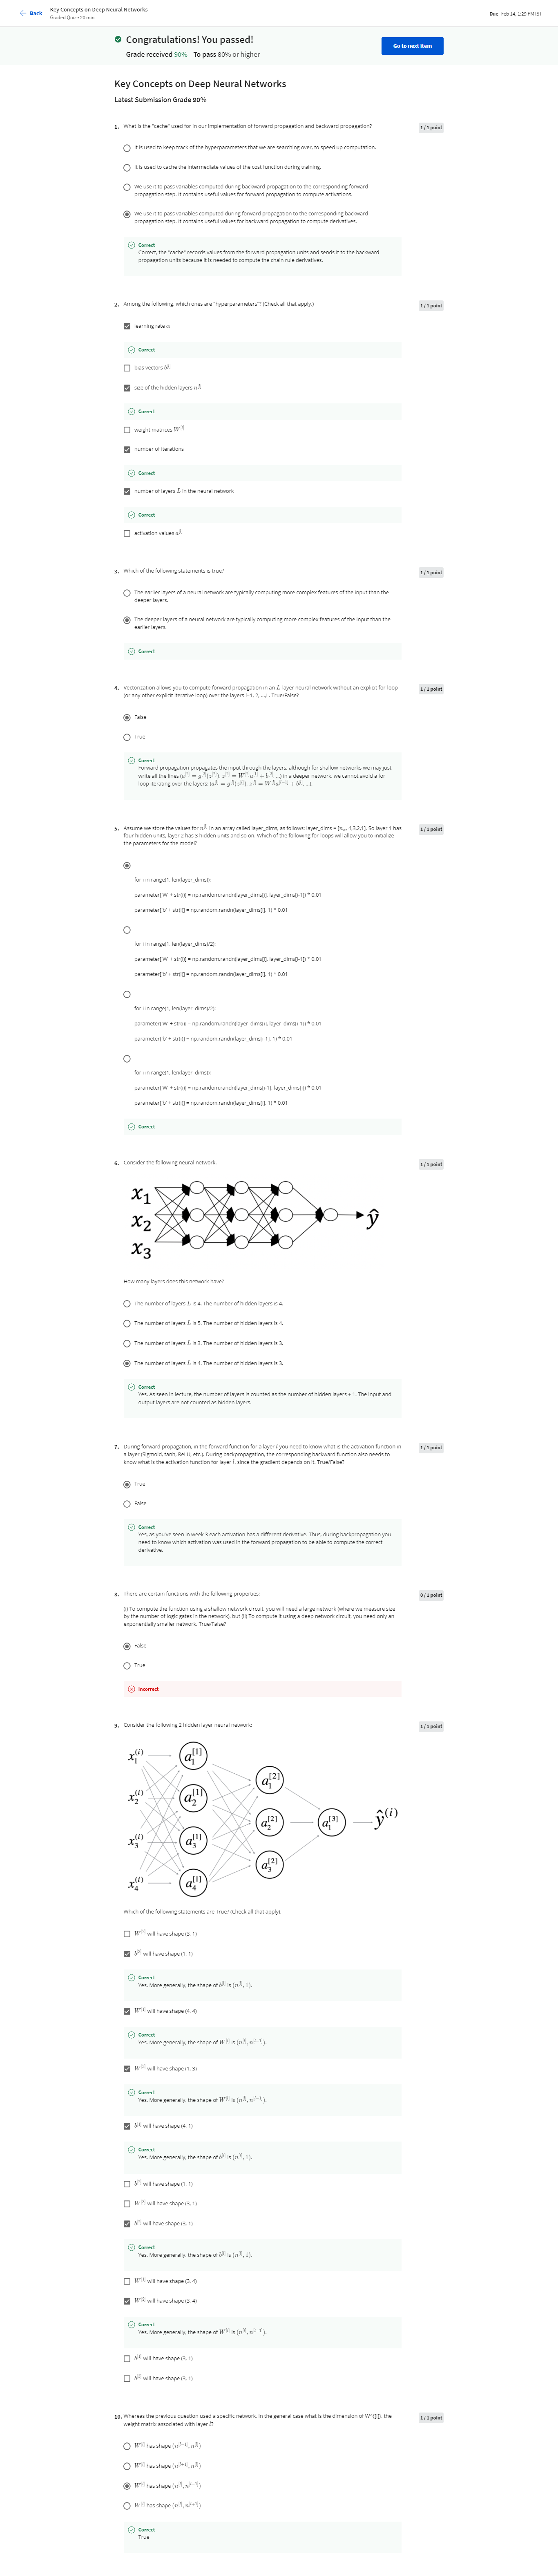 Back
Key Concepts on Deep Neural Networks
Graded Quiz • 20 min
Due Feb 14, 1:29 PM IST
Congratulations! You passed!
Grade received 90% To pass 80% or higher
Go to next item
Key Concepts on Deep Neural Networks
Latest Submission Grade 90%
1. What is the "cache" used for in our implementation of forward propagation and backward propagation?
1 / 1 point
It is used to keep track of the hyperparameters that we are searching over, to speed up computation.
It is used to cache the intermediate values of the cost function during training.
We use it to pass variables computed during backward propagation to the corresponding forward
propagation step. It contains useful values for forward propagation to compute activations.
We use it to pass variables computed during forward propagation to the corresponding backward
propagation step. It contains useful values for backward propagation to compute derivatives.
Correct
Correct, the "cache" records values from the forward propagation units and sends it to the backward
propagation units because it is needed to compute the chain rule derivatives.
2. Among the following, which ones are "hyperparameters"? (Check all that apply.)
1 / 1 point
learning rate α
Correct
bias vectors b[l]
size of the hidden layers n[l]
Correct
weight matrices W[l]
number of iterations
Correct
number of layers L in the neural network
Correct
activation values a[l]
3. Which of the following statements is true?
1 / 1 point
The earlier layers of a neural network are typically computing more complex features of the input than the
deeper layers.
The deeper layers of a neural network are typically computing more complex features of the input than the
earlier layers.
Correct
4. Vectorization allows you to compute forward propagation in an L-layer neural network without an explicit for-loop
(or any other explicit iterative loop) over the layers l=1, 2, …,L. True/False?
1 / 1 point
False
True
Correct
Forward propagation propagates the input through the layers, although for shallow networks we may just
write all the lines (a[2] = g[2](z[2]), z[2] = W[2]a[1] + b[2], ...) in a deeper network, we cannot avoid a for
loop iterating over the layers: (a[l] = g[l](z[l]), z[l] = W[l]a[l−1] + b[l], ...).
5. Assume we store the values for n[l] in an array called layer_dims, as follows: layer_dims = [nx, 4,3,2,1]. So layer 1 has
four hidden units, layer 2 has 3 hidden units and so on. Which of the following for-loops will allow you to initialize
the parameters for the model?
1 / 1 point
for i in range(1, len(layer_dims)):
parameter['W' + str(i)] = np.random.randn(layer_dims[i], layer_dims[i-1]) * 0.01
parameter['b' + str(i)] = np.random.randn(layer_dims[i], 1) * 0.01
for i in range(1, len(layer_dims)/2):
parameter['W' + str(i)] = np.random.randn(layer_dims[i], layer_dims[i-1]) * 0.01
parameter['b' + str(i)] = np.random.randn(layer_dims[i], 1) * 0.01
for i in range(1, len(layer_dims)/2):
parameter['W' + str(i)] = np.random.randn(layer_dims[i], layer_dims[i-1]) * 0.01
parameter['b' + str(i)] = np.random.randn(layer_dims[i-1], 1) * 0.01
for i in range(1, len(layer_dims)):
parameter['W' + str(i)] = np.random.randn(layer_dims[i-1], layer_dims[i]) * 0.01
parameter['b' + str(i)] = np.random.randn(layer_dims[i], 1) * 0.01
Correct
6. Consider the following neural network.
1 / 1 point
x1
x2
x3
ŷ
How many layers does this network have?
The number of layers L is 4. The number of hidden layers is 4.
The number of layers L is 5. The number of hidden layers is 4.
The number of layers L is 3. The number of hidden layers is 3.
The number of layers L is 4. The number of hidden layers is 3.
Correct
Yes. As seen in lecture, the number of layers is counted as the number of hidden layers + 1. The input and
output layers are not counted as hidden layers.
7. During forward propagation, in the forward function for a layer l you need to know what is the activation function in
a layer (Sigmoid, tanh, ReLU, etc.). During backpropagation, the corresponding backward function also needs to
know what is the activation function for layer l, since the gradient depends on it. True/False?
1 / 1 point
True
False
Correct
Yes, as you've seen in week 3 each activation has a different derivative. Thus, during backpropagation you
need to know which activation was used in the forward propagation to be able to compute the correct
derivative.
8. There are certain functions with the following properties:
0 / 1 point
(i) To compute the function using a shallow network circuit, you will need a large network (where we measure size
by the number of logic gates in the network), but (ii) To compute it using a deep network circuit, you need only an
exponentially smaller network. True/False?
False
True
Incorrect
9. Consider the following 2 hidden layer neural network:
1 / 1 point
x1(i)
x2(i)
x3(i)
x4(i)
a1[1]
a2[1]
a3[1]
a4[1]
a1[2]
a2[2]
a3[2]
a1[3]
ŷ(i)
Which of the following statements are True? (Check all that apply).
W[2] will have shape (3, 1)
b[3] will have shape (1, 1)
Correct
Yes. More generally, the shape of b[l] is (n[l], 1).
W[1] will have shape (4, 4)
Correct
Yes. More generally, the shape of W[l] is (n[l], n[l−1]).
W[3] will have shape (1, 3)
Correct
Yes. More generally, the shape of W[l] is (n[l], n[l−1]).
b[1] will have shape (4, 1)
Correct
Yes. More generally, the shape of b[l] is (n[l], 1).
b[2] will have shape (1, 1)
W[3] will have shape (3, 1)
b[2] will have shape (3, 1)
Correct
Yes. More generally, the shape of b[l] is (n[l], 1).
W[1] will have shape (3, 4)
W[2] will have shape (3, 4)
Correct
Yes. More generally, the shape of W[l] is (n[l], n[l−1]).
b[1] will have shape (3, 1)
b[3] will have shape (3, 1)
10. Whereas the previous question used a specific network, in the general case what is the dimension of W^{[l]}, the
weight matrix associated with layer l?
1 / 1 point
W[l] has shape (n[l−1], n[l])
W[l] has shape (n[l+1], n[l])
W[l] has shape (n[l], n[l−1])
W[l] has shape (n[l], n[l+1])
Correct
True